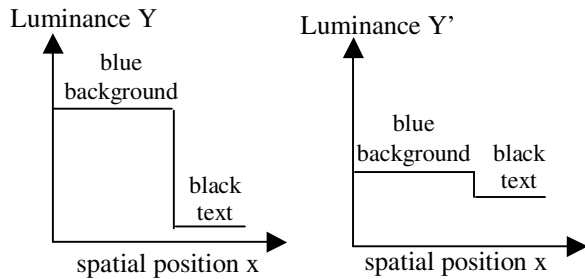 Luminance Y
blue
background
black
text
spatial position x
Luminance Y’
blue
background
black
text
spatial position x